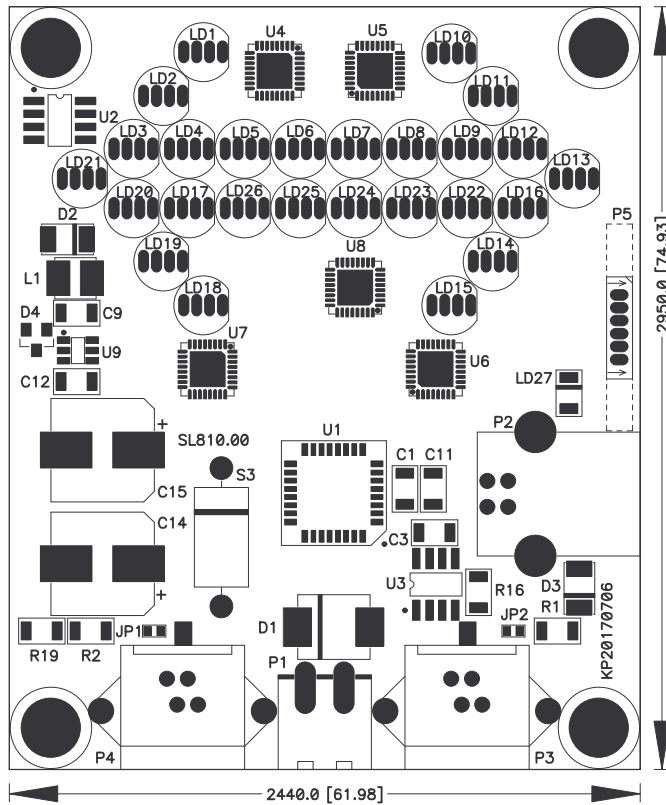 LD1
U4
U5
LD10
LD2
LD11
U2
LD3
LD4
LD5
LD6
LD7
LD8
LD9
LD12
LD21
LD13
LD20
LD17
LD26
LD25
LD24
LD23
LD22
LD16
D2
P5
LD19
U8
LD14
L1
LD18
LD15
C9
D4
U7
U9
U6
C12
LD27
P2
SL810.00
U1
S3
C1
C11
C15
C14
C3
U3
R16
D3
R1
JP1
D1
JP2
R19
R2
P1
KP20170706
P4
P3
2440.0 [61.98]
2950.0 [74.93]
+
+